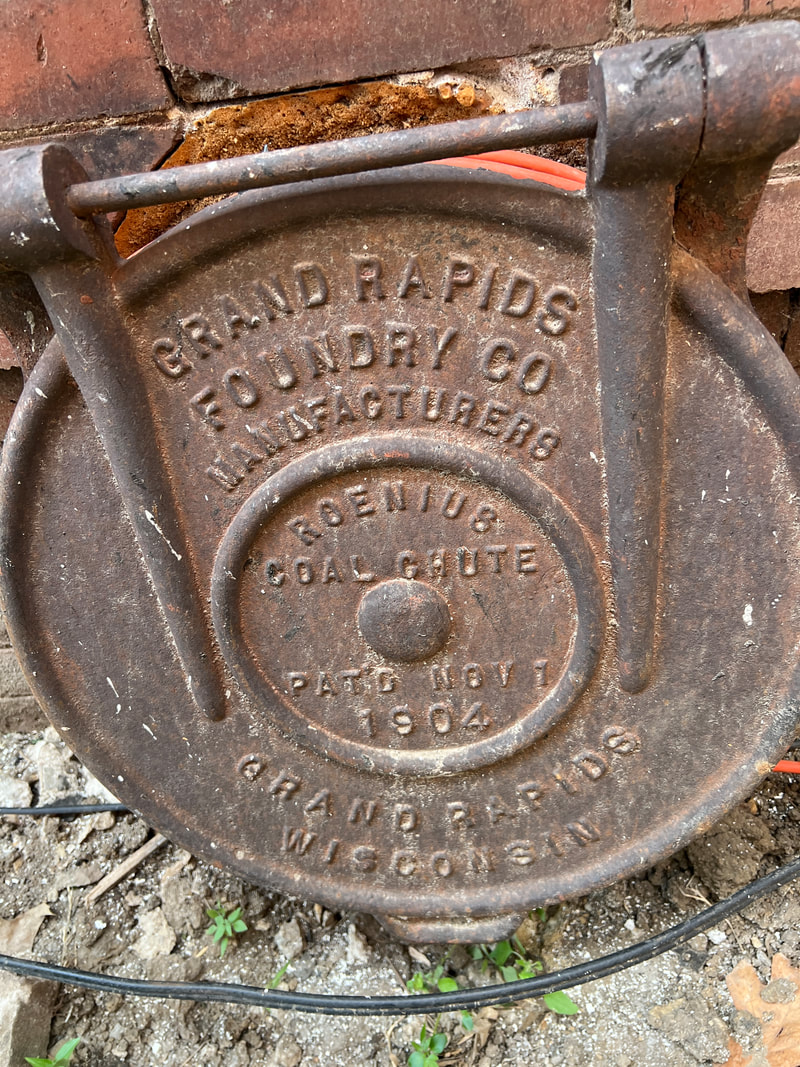 GRAND RAPIDS
FOUNDRY CO
MANUFACTURERS
ROENIUS
COAL CHUTE
PAT'D NOV 1
1904
GRAND RAPIDS
WISCONSIN